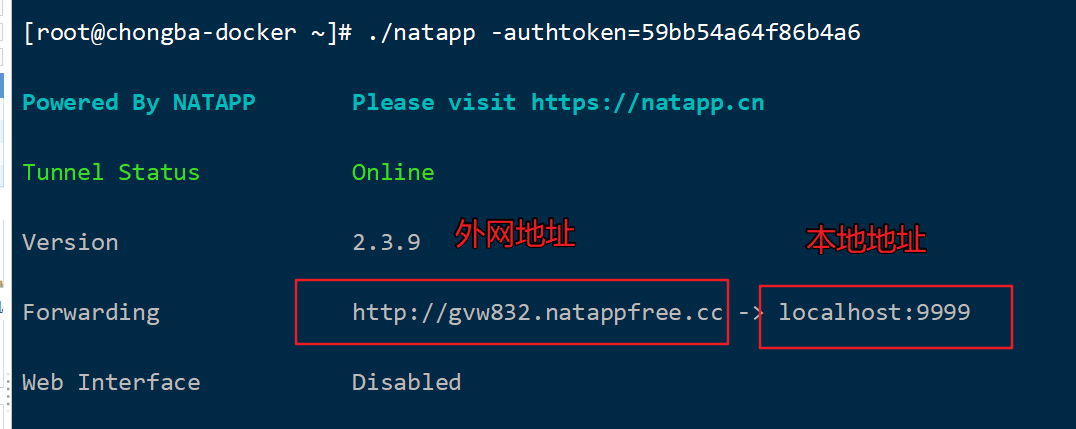 [root@chongba-docker ~]# ./natapp -authtoken=59bb54a64f86b4a6
Powered By NATAPP Please visit https://natapp.cn
Tunnel Status Online
Version 2.3.9 外网地址 本地地址
Forwarding http://gvw832.natappfree.cc -> localhost:9999
Web Interface Disabled